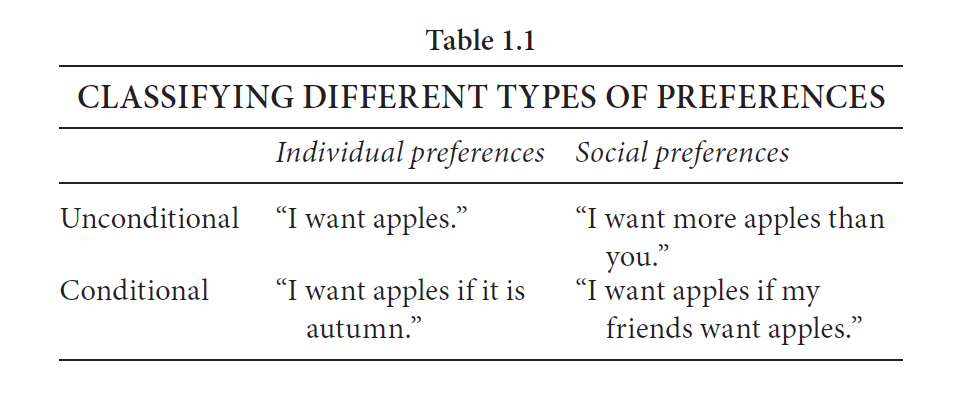 Table 1.1
CLASSIFYING DIFFERENT TYPES OF PREFERENCES
Individual preferences Social preferences
Unconditional “I want apples.” “I want more apples than
you.”
Conditional “I want apples if it is “I want apples if my
autumn.” friends want apples.”